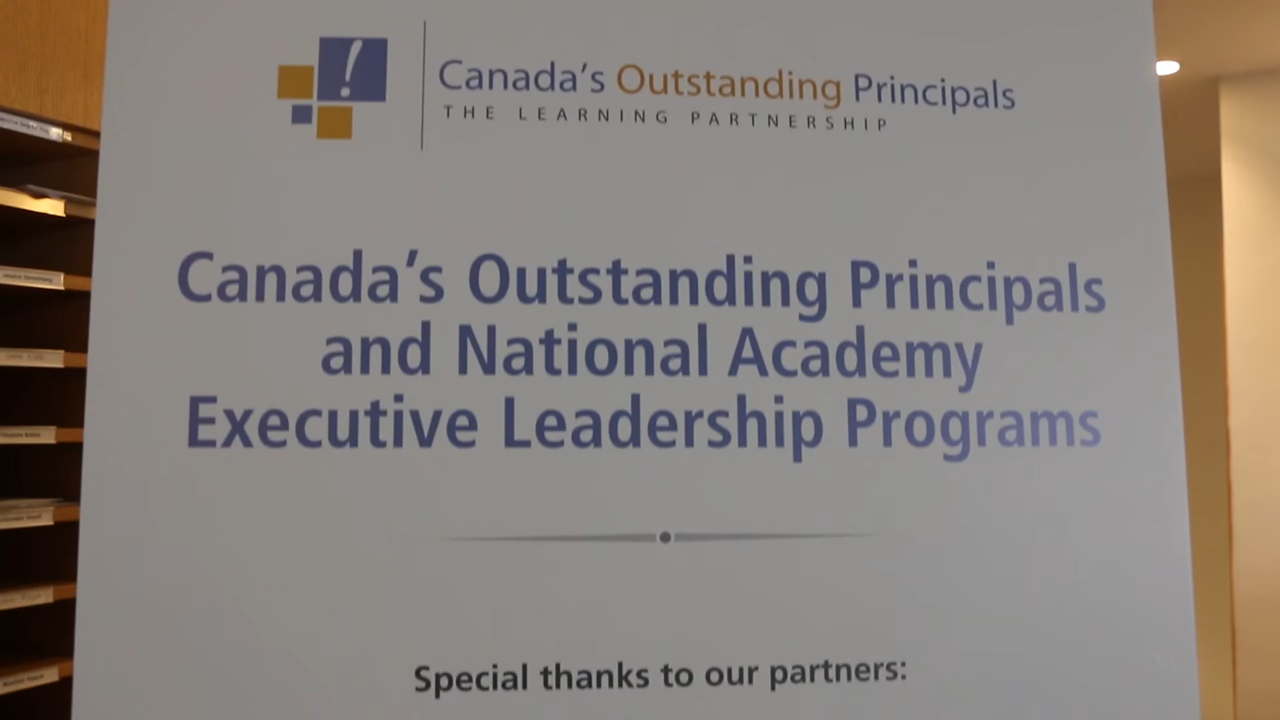 !
Canada's Outstanding Principals
THE LEARNING PARTNERSHIP
Canada's Outstanding Principals
and National Academy
Executive Leadership Programs
Special thanks to our partners: